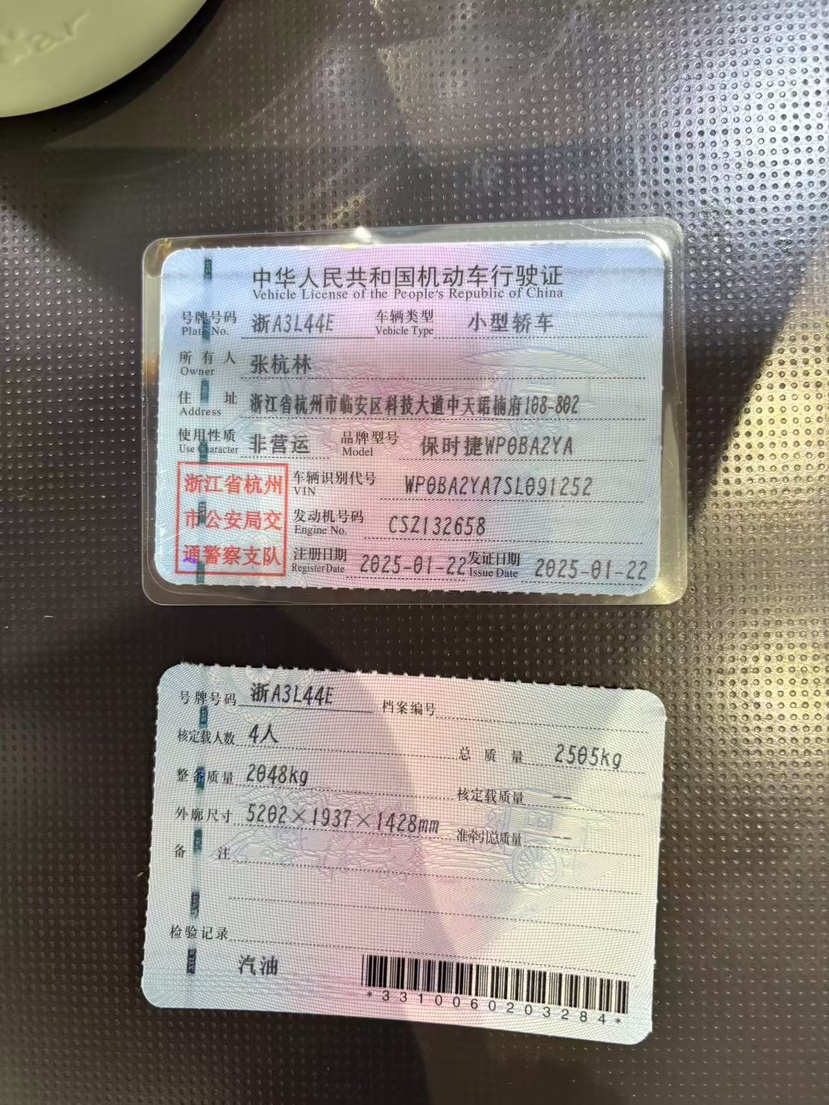 中华人民共和国机动车行驶证
Vehicle License of the People's Republic of China
号牌号码 浙A3L44E 车辆类型 小型轿车
Plate No. Vehicle Type
所有人 张杭林
Owner
住址 浙江省杭州市临安区科技大道中天珺楠府108-802
Address
使用性质 非营运 品牌型号 保时捷WP0BA2YA
Use Character Model
浙江省杭州
市公安局交
通警察支队
车辆识别代号 WP0BA2YA7SL091252
VIN
发动机号码 CSZ132658
Engine No.
注册日期 2025-01-22 发证日期 2025-01-22
Register Date Issue Date
号牌号码 浙A3L44E 档案编号
核定载人数 4人 总质量 2505kg
整备质量 2048kg 核定载质量 --
外廓尺寸 5202×1937×1428mm 准牵引总质量 --
备注
检验记录
汽油
*3310060203284*